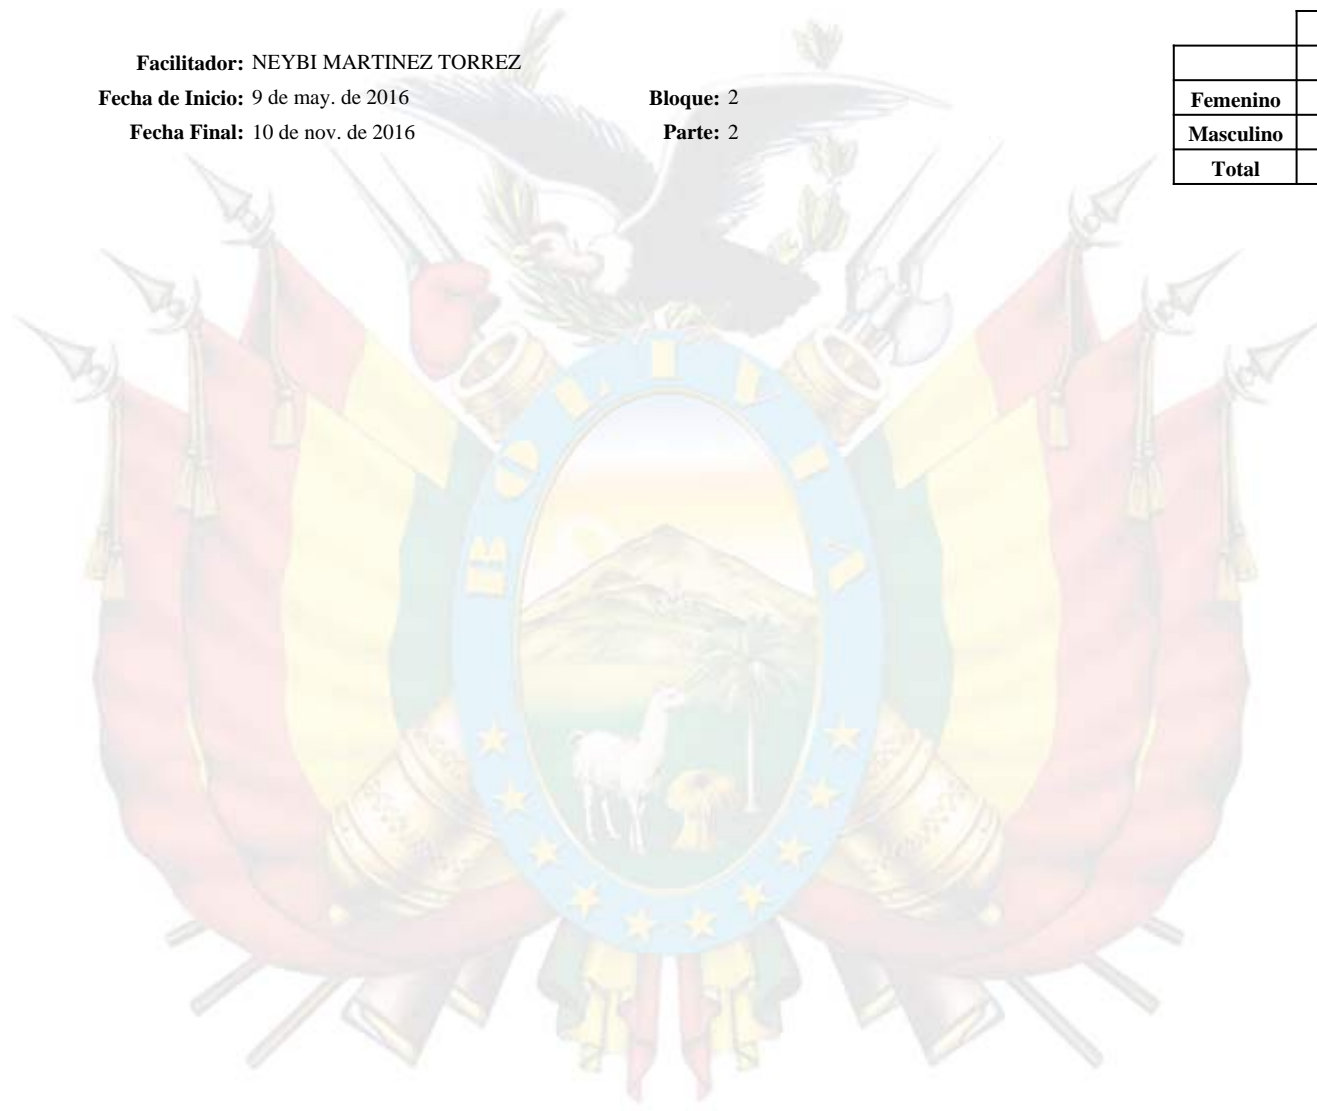 Facilitador: NEYBI MARTINEZ TORREZ
Fecha de Inicio: 9 de may. de 2016 Bloque: 2
Fecha Final: 10 de nov. de 2016 Parte: 2
Femenino
Masculino
Total
BOLIVIA